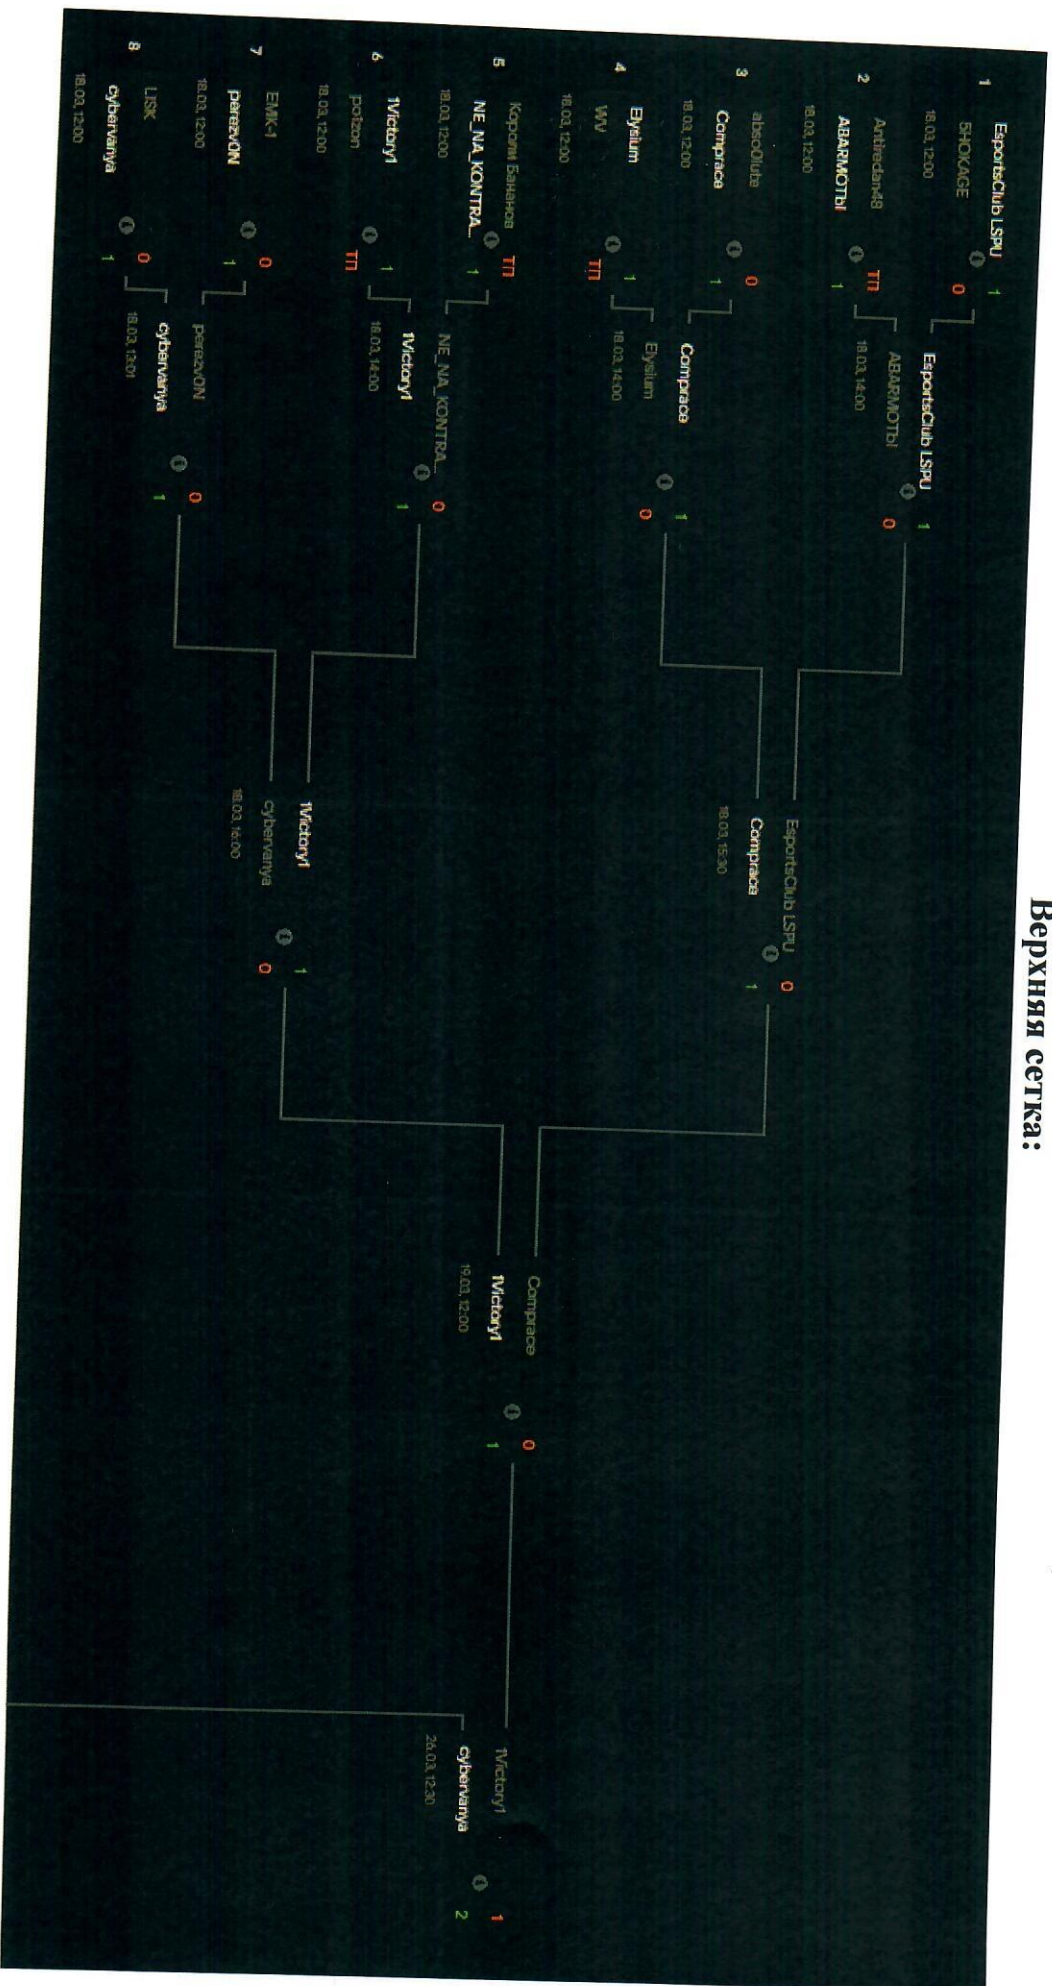 Верхняя сетка:
1
EsportsClub LSPU 1
5HOKAGE 0
18.03, 12:00
2
Antiredan48 ТП
ABARMOTbI 1
18.03, 12:00
3
abso0lute 0
Comprace 1
18.03, 12:00
4
Elysium 1
WV ТП
18.03, 12:00
5
Короли Бананов ТП
NE_NA_KONTRA... 1
18.03, 12:00
6
1Victory1 1
polizon ТП
18.03, 12:00
7
EMK-1 0
perezvON 1
18.03, 12:00
8
LISK 0
cybervanya 1
18.03, 12:00
EsportsClub LSPU 1
ABARMOTbI 0
18.03, 14:00
Comprace 1
Elysium 0
18.03, 14:00
NE_NA_KONTRA... 0
1Victory1 1
18.03, 14:00
perezvON 0
cybervanya 1
18.03, 13:01
EsportsClub LSPU 0
Comprace 1
18.03, 15:30
1Victory1 1
cybervanya 0
18.03, 16:00
Comprace 0
1Victory1 1
19.03, 12:00
1Victory1 1
cybervanya 2
26.03, 12:30